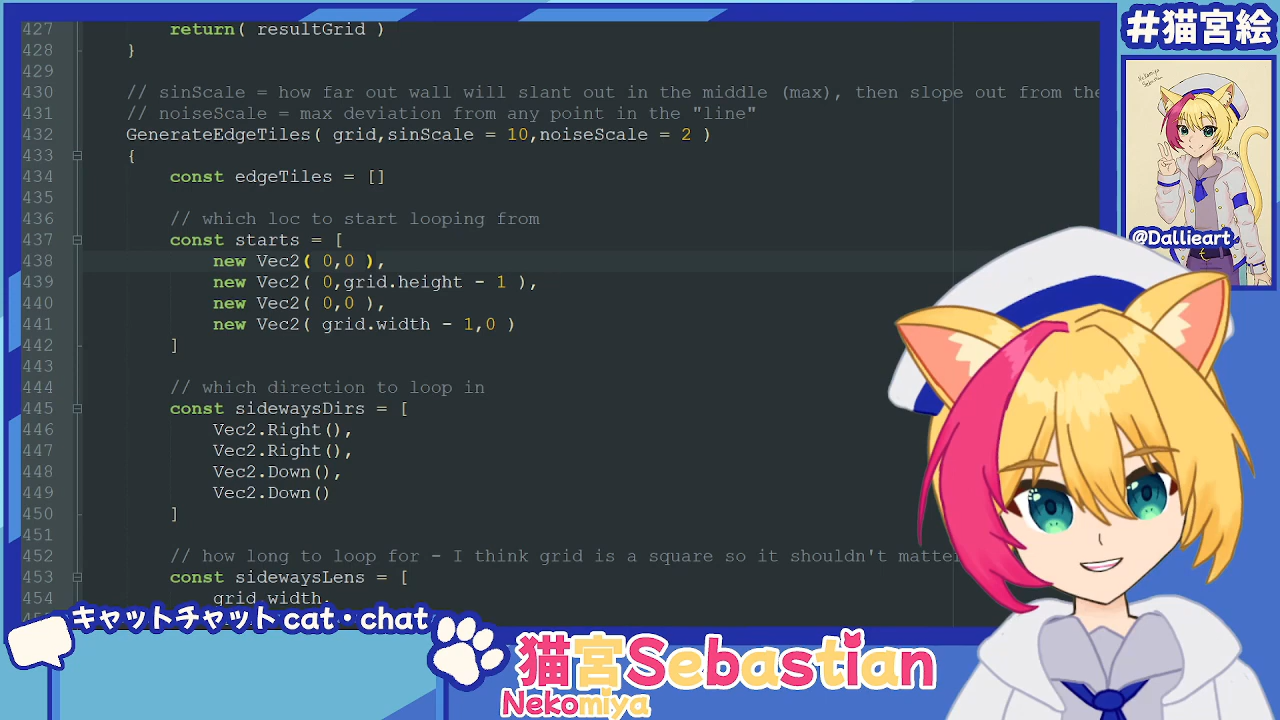 427 return( resultGrid )
428 }
429
430 // sinScale = how far out wall will slant out in the middle (max), then slope out from the
431 // noiseScale = max deviation from any point in the "line"
432 GenerateEdgeTiles( grid,sinScale = 10,noiseScale = 2 )
433 {
434 const edgeTiles = []
435
436 // which loc to start looping from
437 const starts = [
438 new Vec2( 0,0 ),
439 new Vec2( 0,grid.height - 1 ),
440 new Vec2( 0,0 ),
441 new Vec2( grid.width - 1,0 )
442 ]
443
444 // which direction to loop in
445 const sidewaysDirs = [
446 Vec2.Right(),
447 Vec2.Right(),
448 Vec2.Down(),
449 Vec2.Down()
450 ]
451
452 // how long to loop for - I think grid is a square so it shouldn't matter
453 const sidewaysLens = [
454 grid.width,
#猫宮絵
Nekomiya
Sebastian
@Dallieart
キャットチャット cat・chat
猫宮Sebastian
Nekomiya